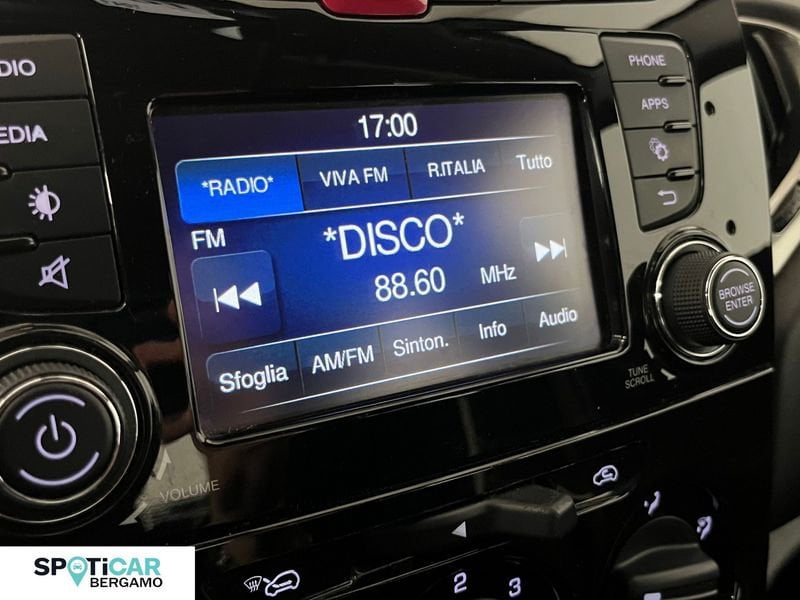 17:00
*RADIO* VIVA FM R.ITALIA Tutto
FM *DISCO*
88.60 MHz
Sfoglia AM/FM Sinton. Info Audio
DIO
EDIA
VOLUME
PHONE
APPS
BROWSE
ENTER
TUNE
SCROLL
2 3
SPOTiCAR
BERGAMO